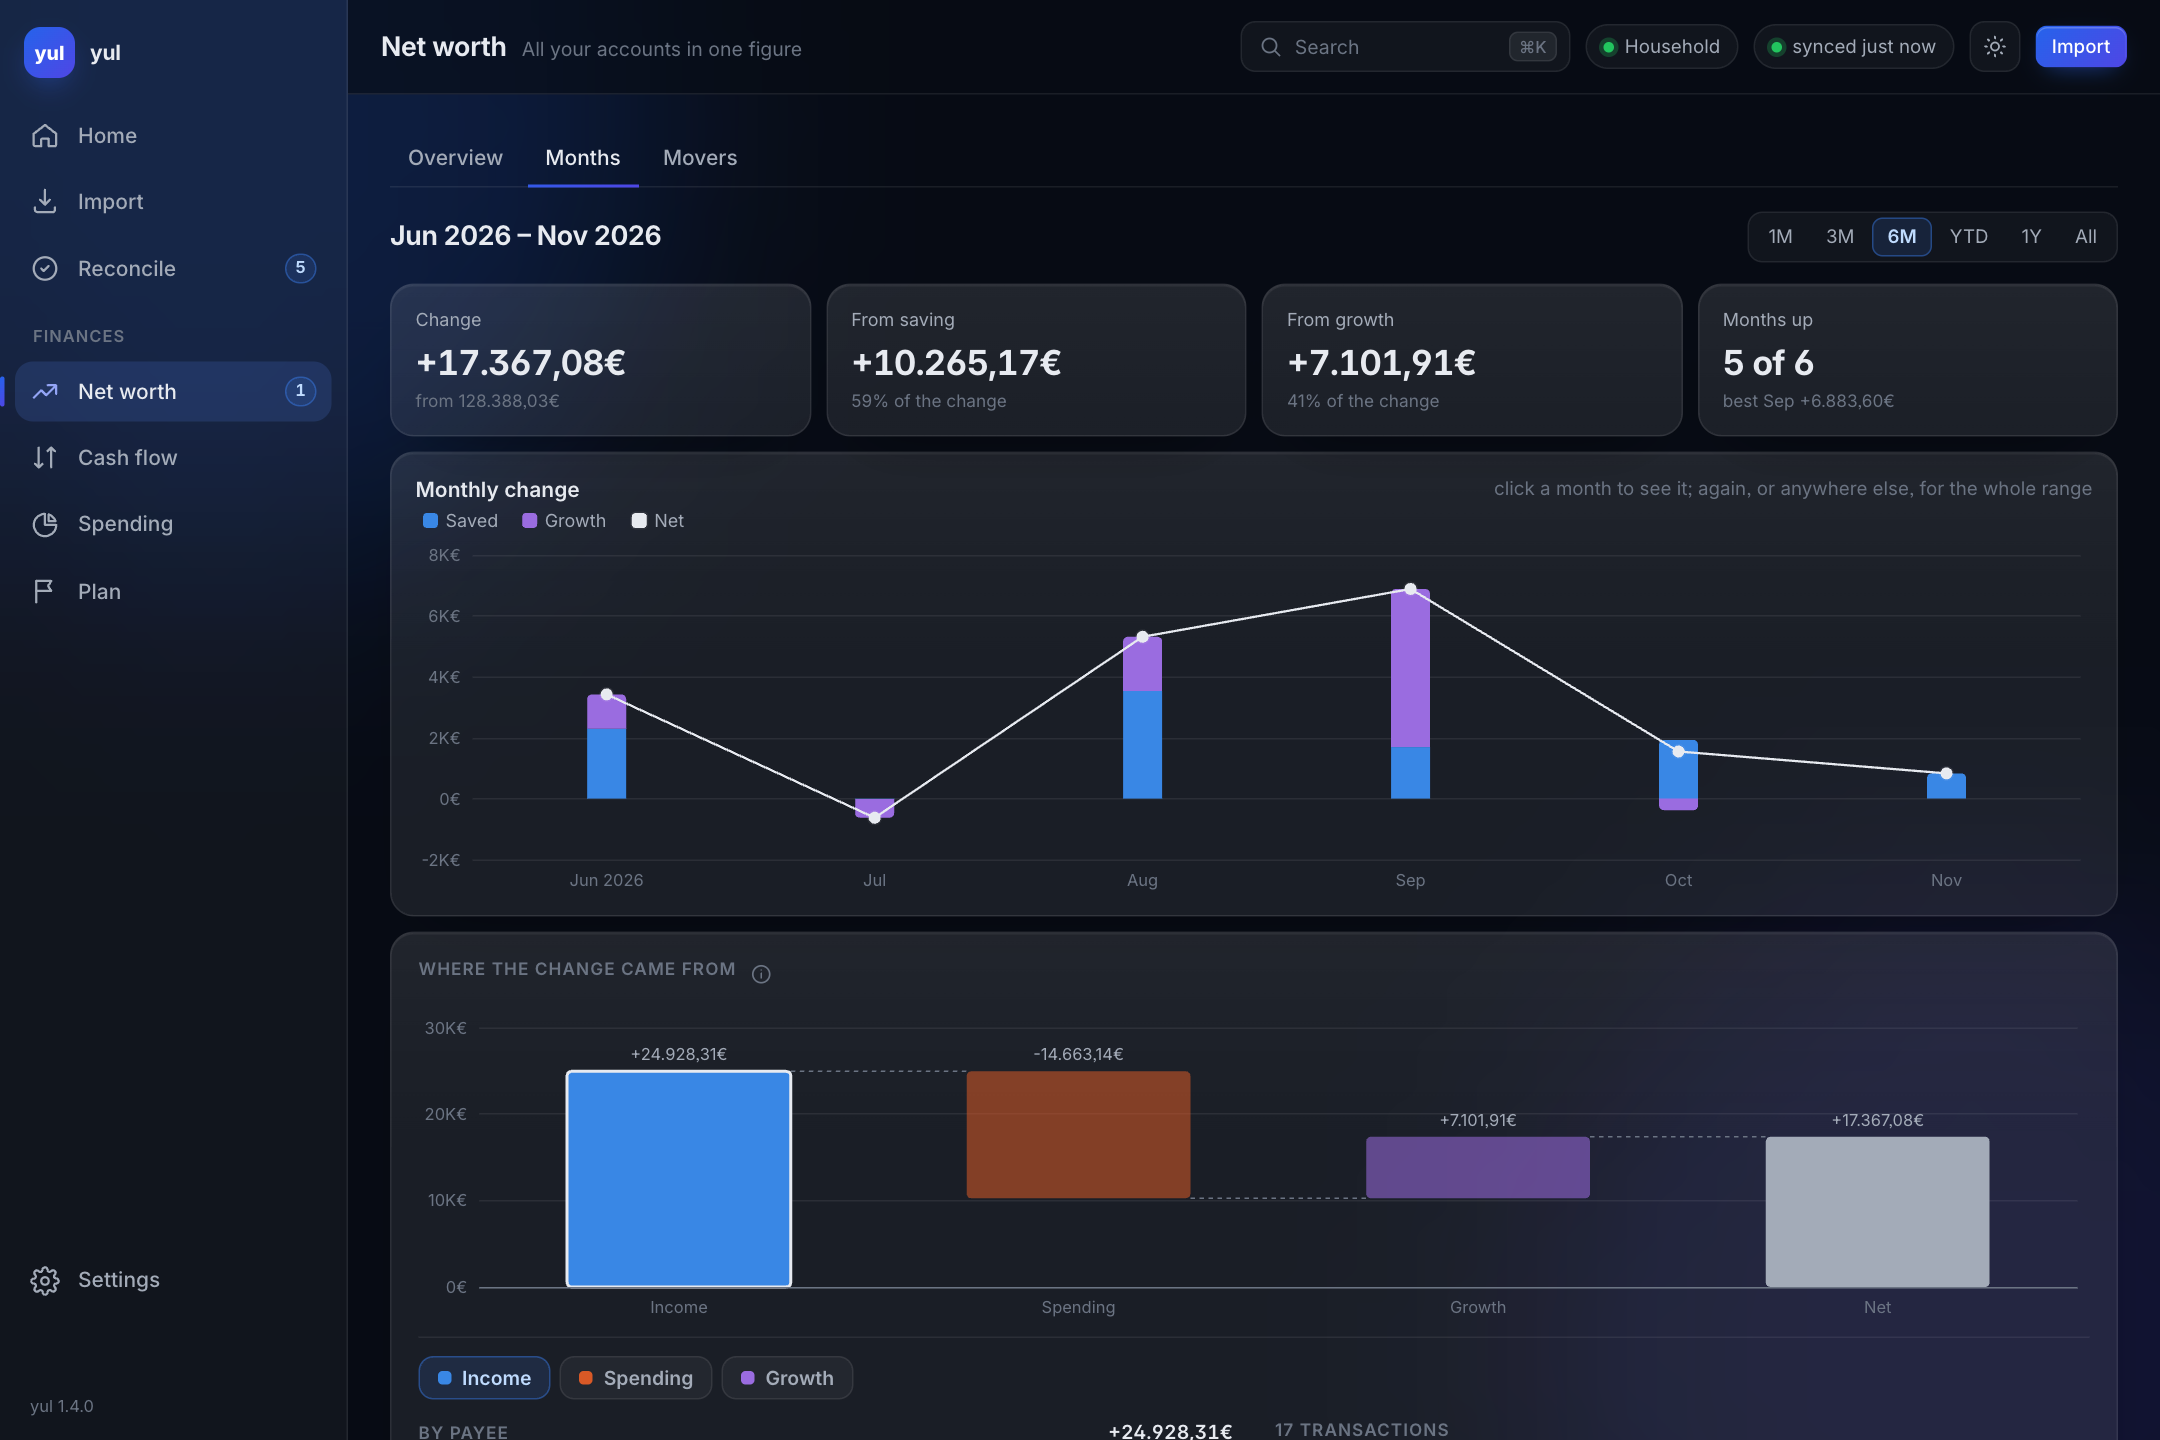 yul yul
Home
Import
Reconcile 5
FINANCES
Net worth 1
Cash flow
Spending
Plan
Settings
yul 1.4.0
Net worth All your accounts in one figure
Search ⌘K
Household
synced just now
Import
Overview Months Movers
Jun 2026 – Nov 2026
1M 3M 6M YTD 1Y All
Change
+17.367,08€
from 128.388,03€
From saving
+10.265,17€
59% of the change
From growth
+7.101,91€
41% of the change
Months up
5 of 6
best Sep +6.883,60€
Monthly change
click a month to see it; again, or anywhere else, for the whole range
Saved Growth Net
8K€
6K€
4K€
2K€
0€
-2K€
Jun 2026 Jul Aug Sep Oct Nov
WHERE THE CHANGE CAME FROM
30K€
20K€
10K€
0€
+24.928,31€
-14.663,14€
+7.101,91€
+17.367,08€
Income Spending Growth Net
Income Spending Growth
BY PAYEE +24.928,31€
17 TRANSACTIONS